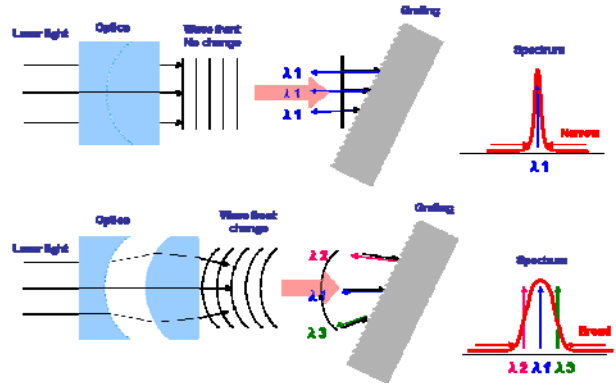 Laser light
Optics
Wave front
No change
Grating
Spectrum
λ1
λ1
λ1
Narrow
λ1
Laser light
Optics
Wave front
change
Grating
Spectrum
λ2
λ1
λ3
Broad
λ2 λ1 λ3